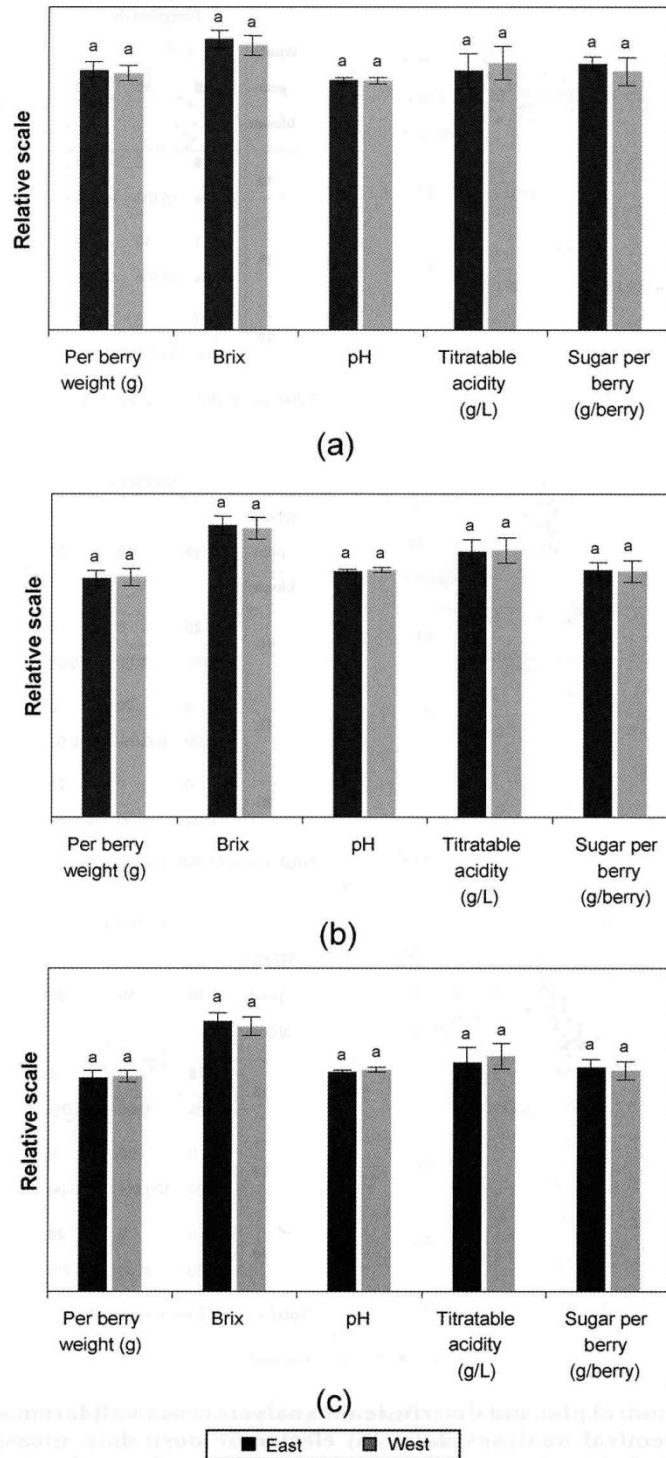 a a a a a a a a a a
Relative scale
Per berry Brix pH Titratable Sugar per
weight (g) acidity berry
(g/L) (g/berry)
(a)
a a a a a a a a a a
Relative scale
Per berry Brix pH Titratable Sugar per
weight (g) acidity berry
(g/L) (g/berry)
(b)
a a a a a a a a a a
Relative scale
Per berry Brix pH Titratable Sugar per
weight (g) acidity berry
(g/L) (g/berry)
(c)
East West